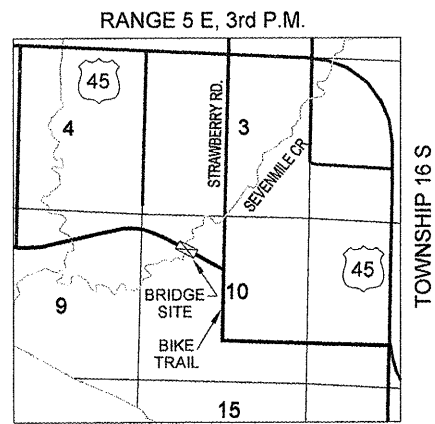 RANGE 5 E, 3rd P.M.
45
4
STRAWBERRY RD.
3
SEVENMILE CR
TOWNSHIP 16 S
45
9
BRIDGE
SITE
10
BIKE
TRAIL
15